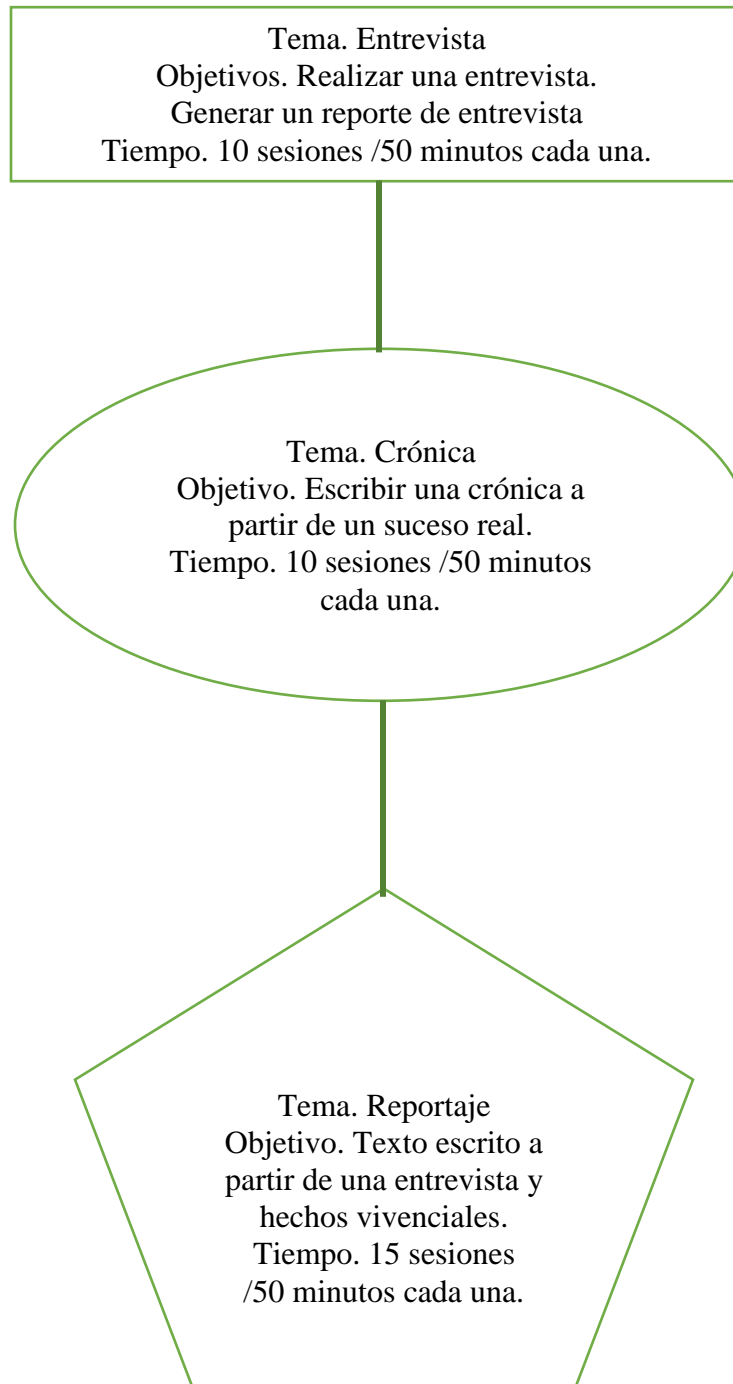 Tema. Entrevista
Objetivos. Realizar una entrevista.
Generar un reporte de entrevista
Tiempo. 10 sesiones /50 minutos cada una.
Tema. Crónica
Objetivo. Escribir una crónica a
partir de un suceso real.
Tiempo. 10 sesiones /50 minutos
cada una.
Tema. Reportaje
Objetivo. Texto escrito a
partir de una entrevista y
hechos vivenciales.
Tiempo. 15 sesiones
/50 minutos cada una.